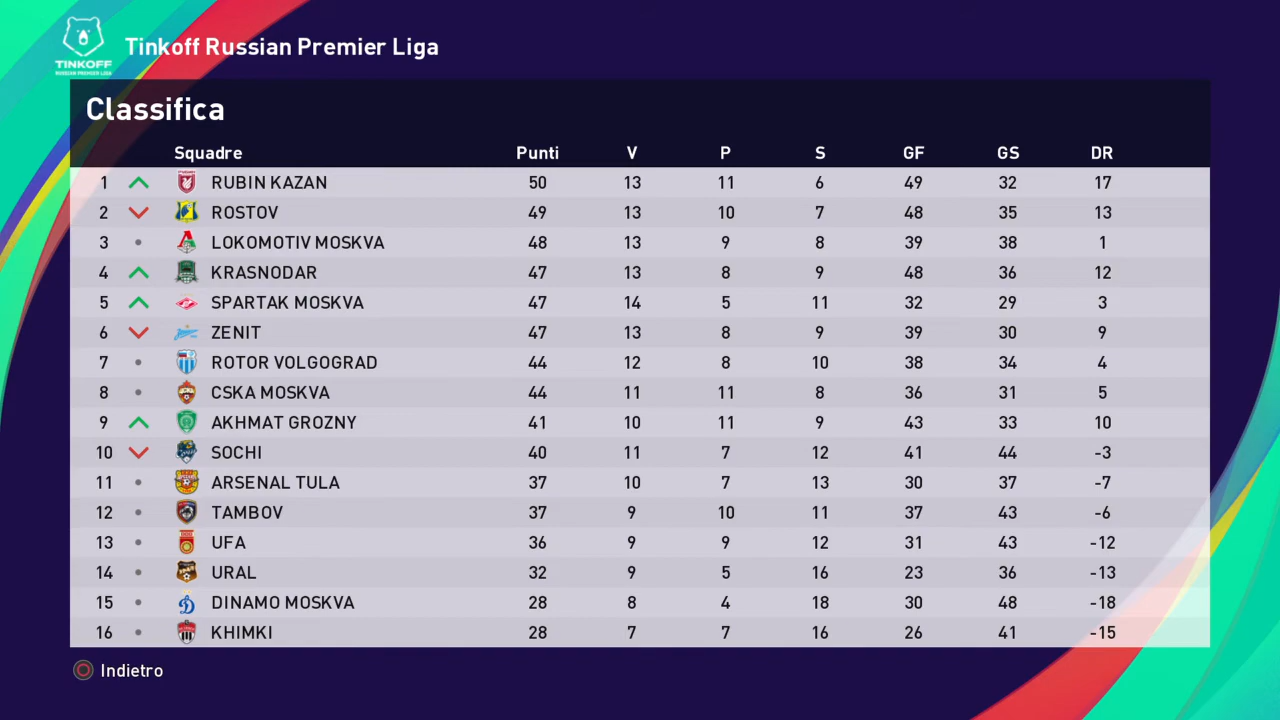 Tinkoff Russian Premier Liga
TINKOFF
RUSSIAN PREMIER LIGA
Classifica
Squadre Punti V P S GF GS DR
1 RUBIN KAZAN 50 13 11 6 49 32 17
2 ROSTOV 49 13 10 7 48 35 13
3 LOKOMOTIV MOSKVA 48 13 9 8 39 38 1
4 KRASNODAR 47 13 8 9 48 36 12
5 SPARTAK MOSKVA 47 14 5 11 32 29 3
6 ZENIT 47 13 8 9 39 30 9
7 ROTOR VOLGOGRAD 44 12 8 10 38 34 4
8 CSKA MOSKVA 44 11 11 8 36 31 5
9 AKHMAT GROZNY 41 10 11 9 43 33 10
10 SOCHI 40 11 7 12 41 44 -3
11 ARSENAL TULA 37 10 7 13 30 37 -7
12 TAMBOV 37 9 10 11 37 43 -6
13 UFA 36 9 9 12 31 43 -12
14 URAL 32 9 5 16 23 36 -13
15 DINAMO MOSKVA 28 8 4 18 30 48 -18
16 KHIMKI 28 7 7 16 26 41 -15
Indietro